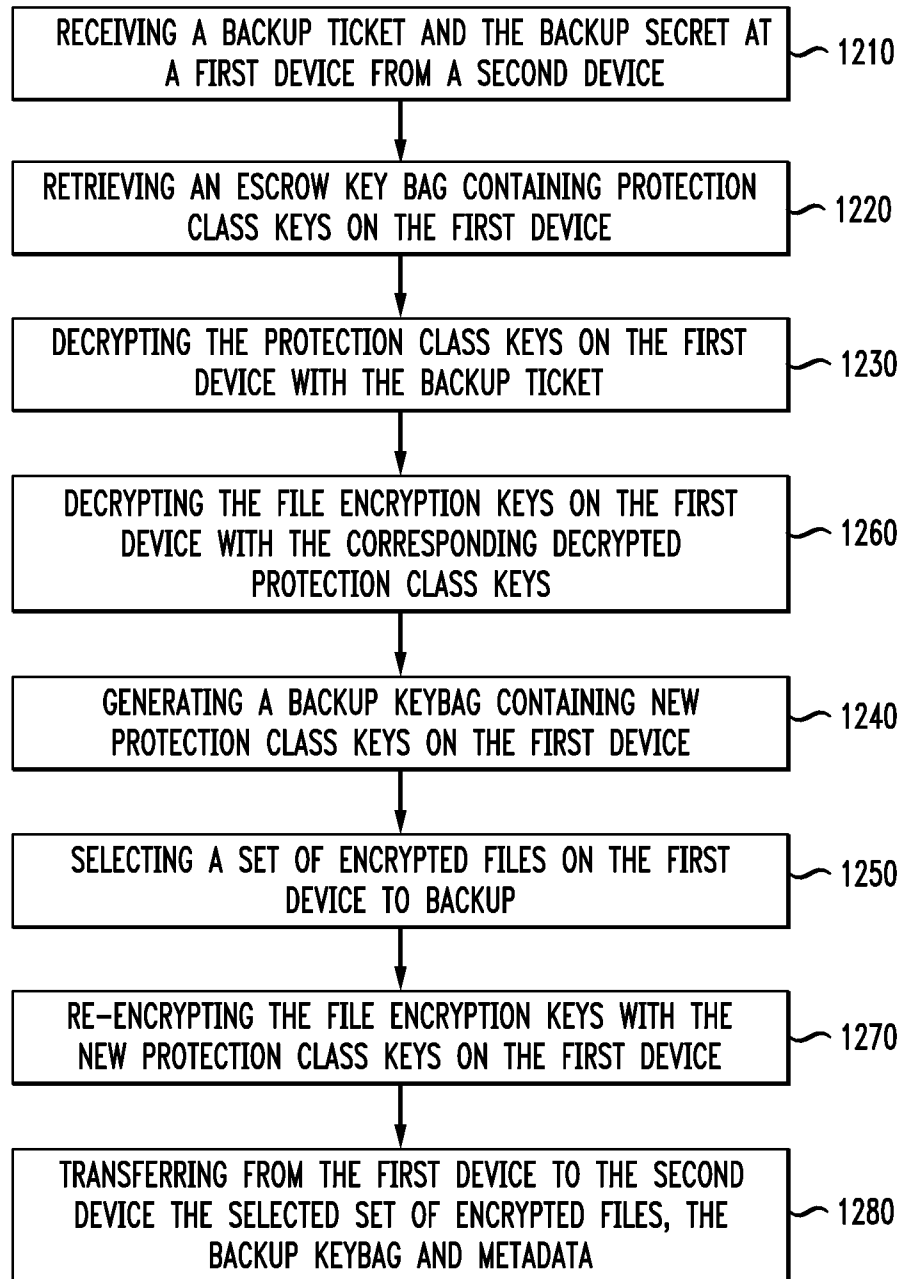 RECEIVING A BACKUP TICKET AND THE BACKUP SECRET AT
A FIRST DEVICE FROM A SECOND DEVICE
1210
RETRIEVING AN ESCROW KEY BAG CONTAINING PROTECTION
CLASS KEYS ON THE FIRST DEVICE
1220
DECRYPTING THE PROTECTION CLASS KEYS ON THE FIRST
DEVICE WITH THE BACKUP TICKET
1230
DECRYPTING THE FILE ENCRYPTION KEYS ON THE FIRST
DEVICE WITH THE CORRESPONDING DECRYPTED
PROTECTION CLASS KEYS
1260
GENERATING A BACKUP KEYBAG CONTAINING NEW
PROTECTION CLASS KEYS ON THE FIRST DEVICE
1240
SELECTING A SET OF ENCRYPTED FILES ON THE FIRST
DEVICE TO BACKUP
1250
RE-ENCRYPTING THE FILE ENCRYPTION KEYS WITH THE
NEW PROTECTION CLASS KEYS ON THE FIRST DEVICE
1270
TRANSFERRING FROM THE FIRST DEVICE TO THE SECOND
DEVICE THE SELECTED SET OF ENCRYPTED FILES, THE
BACKUP KEYBAG AND METADATA
1280